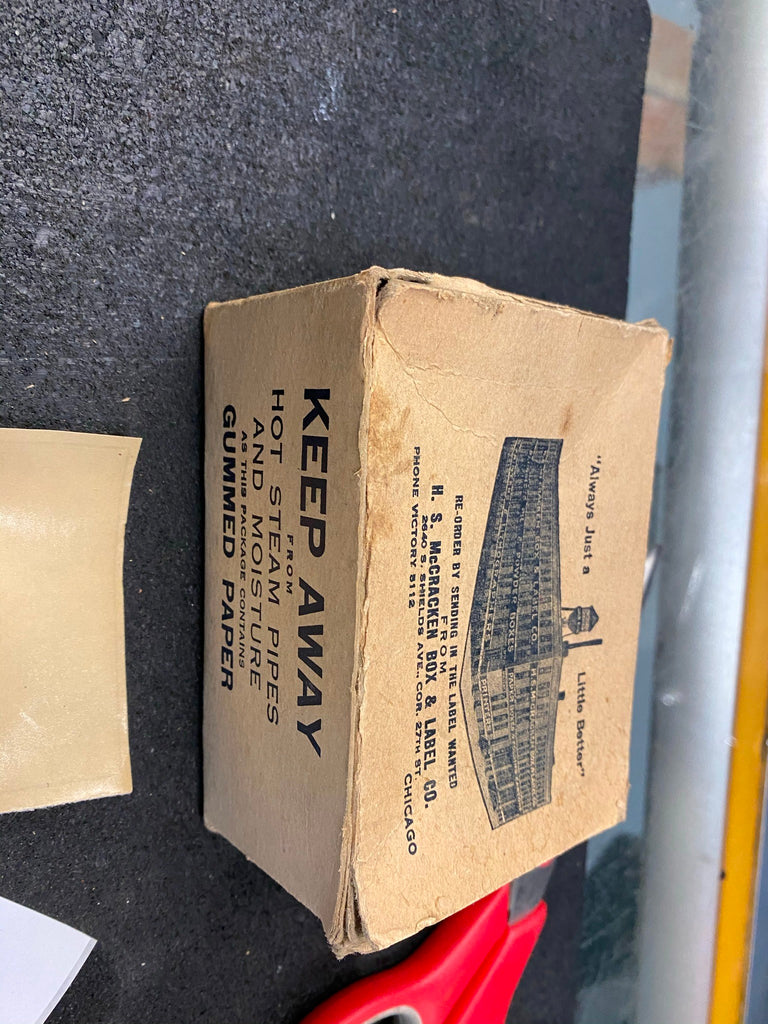 "Always Just a Little Better"
RE-ORDER BY SENDING IN THE LABEL WANTED
FROM
H. S. McCRACKEN BOX & LABEL CO.
2640 S. SHIELDS AVE., COR. 27TH ST.
PHONE VICTORY 5112 CHICAGO
KEEP AWAY
FROM
HOT STEAM PIPES
AND MOISTURE
AS THIS PACKAGE CONTAINS
GUMMED PAPER